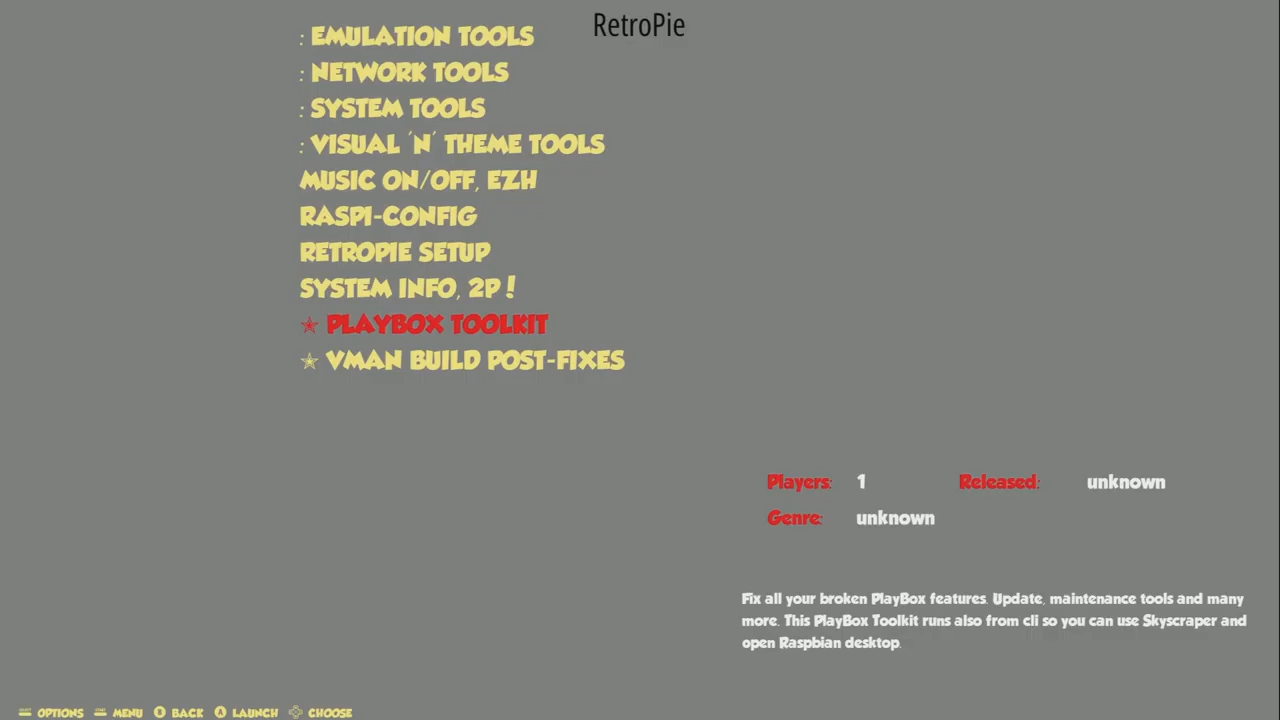 RetroPie
: EMULATION TOOLS
: NETWORK TOOLS
: SYSTEM TOOLS
: VISUAL 'N' THEME TOOLS
MUSIC ON/OFF, EZH
RASPI-CONFIG
RETROPIE SETUP
SYSTEM INFO, 2P!
★ PLAYBOX TOOLKIT
★ VMAN BUILD POST-FIXES
Players: 1 Released: unknown
Genre: unknown
Fix all your broken PlayBox features. Update, maintenance tools and many
more. This PlayBox Toolkit runs also from cli so you can use Skyscraper and
open Raspbian desktop.
SELECT OPTIONS START MENU B BACK A LAUNCH CHOOSE